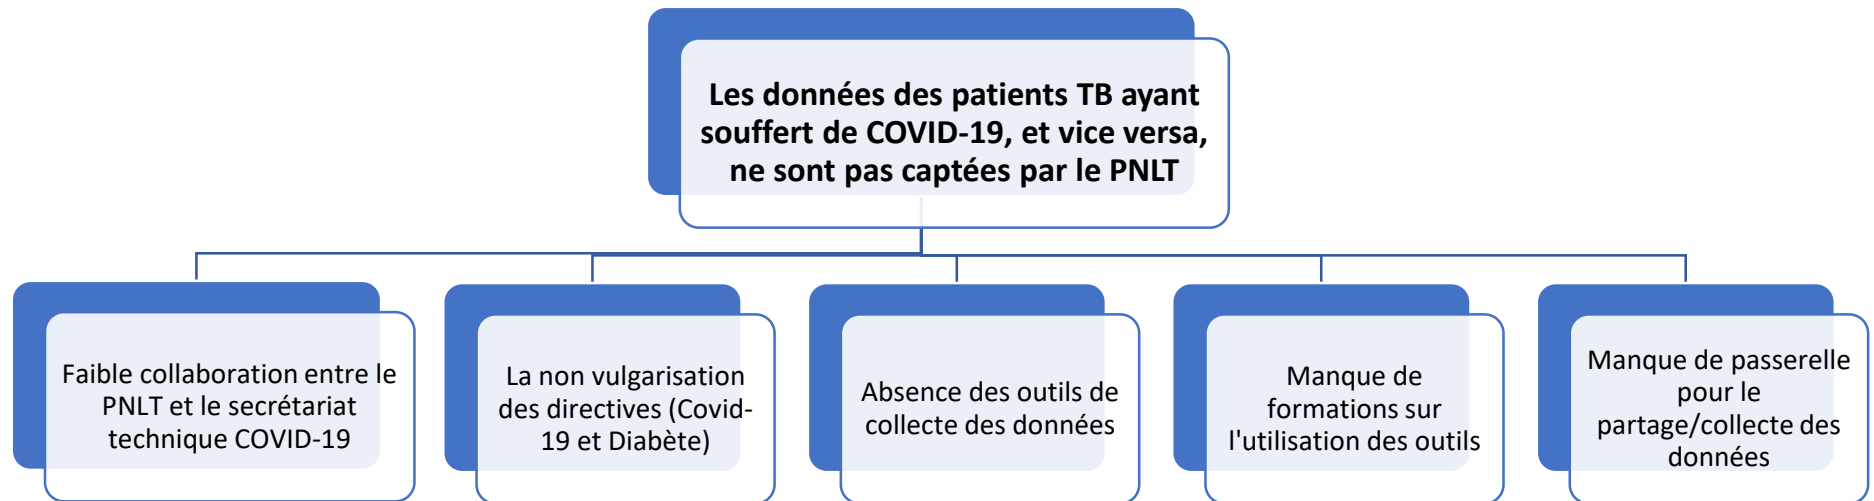 Les données des patients TB ayant
souffert de COVID-19, et vice versa,
ne sont pas captées par le PNLT
Faible collaboration entre le
PNLT et le secrétariat
technique COVID-19
La non vulgarisation
des directives (Covid-
19 et Diabète)
Absence des outils de
collecte des données
Manque de
formations sur
l'utilisation des outils
Manque de passerelle
pour le
partage/collecte des
données